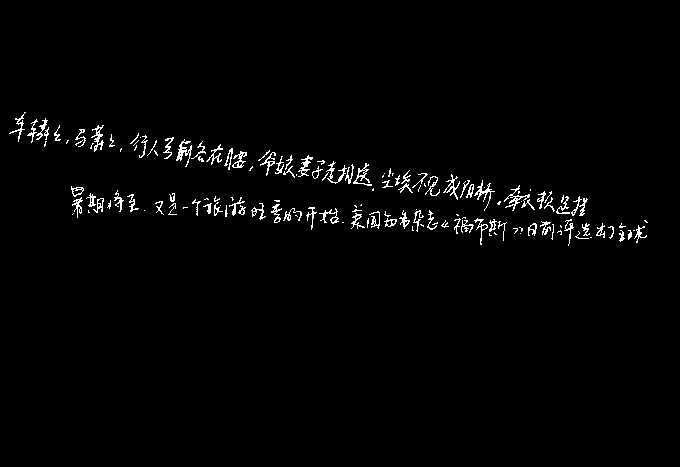 车辚辚，马萧萧，行人弓箭各在腰，爷娘妻子走相送，尘埃不见咸阳桥。牵衣顿足拦
暑期将至，又是一个旅游旺季的开始，美国知名杂志《福布斯》日前评选出了全球